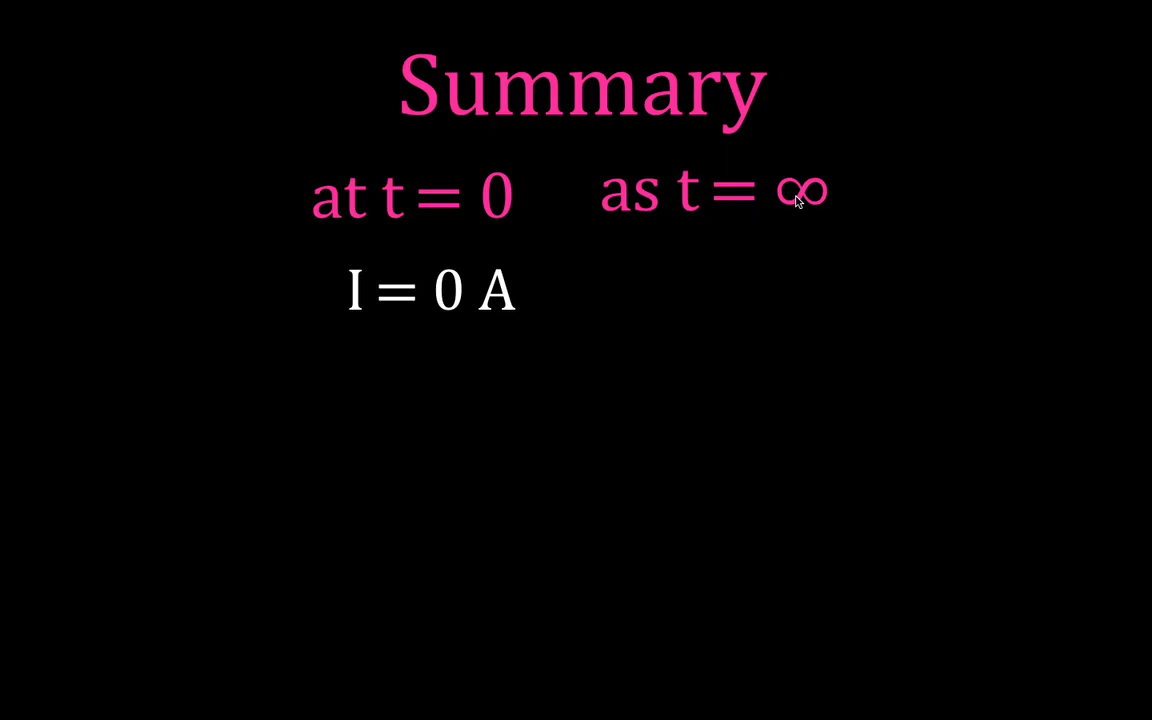 Summary
at t = 0 as t = ∞
I = 0 A